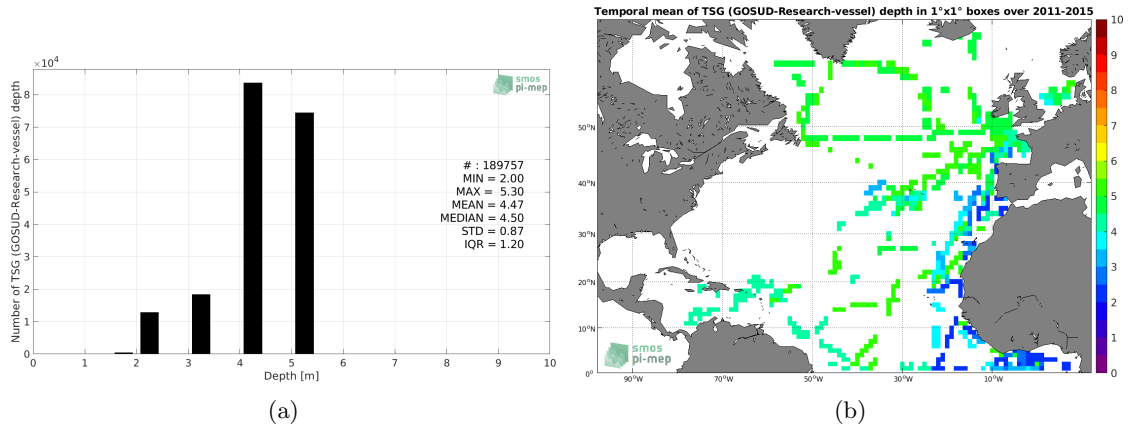 ×10⁴
8
7
6
5
4
3
2
1
0
Number of TSG (GOSUD-Research-vessel) depth
0 1 2 3 4 5 6 7 8 9 10
Depth [m]
smos
pi-mep
# : 189757
MIN = 2.00
MAX = 5.30
MEAN = 4.47
MEDIAN = 4.50
STD = 0.87
IQR = 1.20
(a)
Temporal mean of TSG (GOSUD-Research-vessel) depth in 1°x1° boxes over 2011-2015
50°N
40°N
30°N
20°N
10°N
0°
90°W 70°W 50°W 30°W 10°W
smos
pi-mep
10
9
8
7
6
5
4
3
2
1
0
(b)